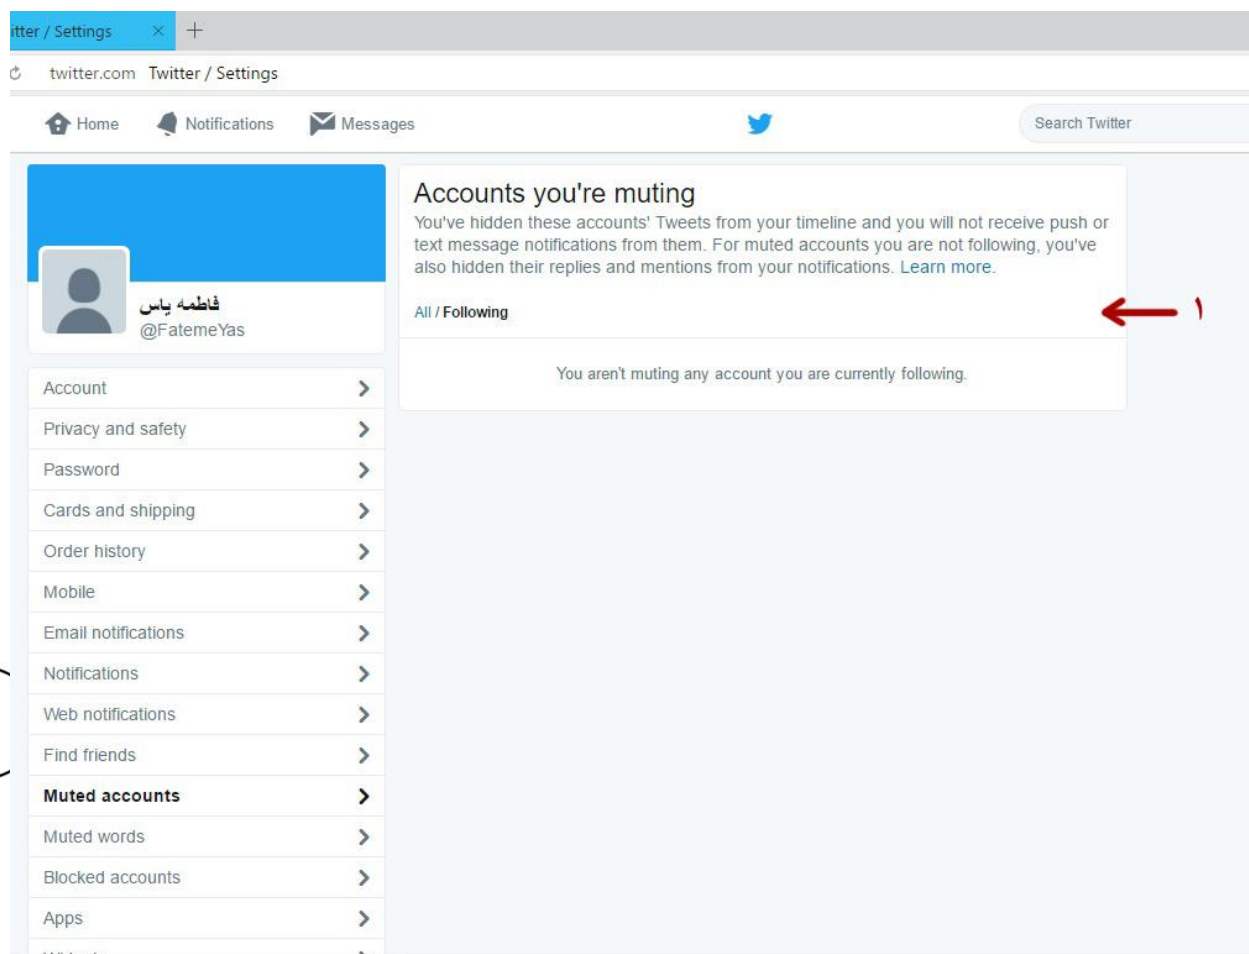 itter / Settings
twitter.com Twitter / Settings
Home Notifications Messages Search Twitter
Accounts you're muting
You've hidden these accounts' Tweets from your timeline and you will not receive push or
text message notifications from them. For muted accounts you are not following, you've
also hidden their replies and mentions from your notifications. Learn more.
فاطمه یاس
@FatemeYas
All / Following
۱
You aren't muting any account you are currently following.
Account
Privacy and safety
Password
Cards and shipping
Order history
Mobile
Email notifications
Notifications
Web notifications
Find friends
Muted accounts
Muted words
Blocked accounts
Apps